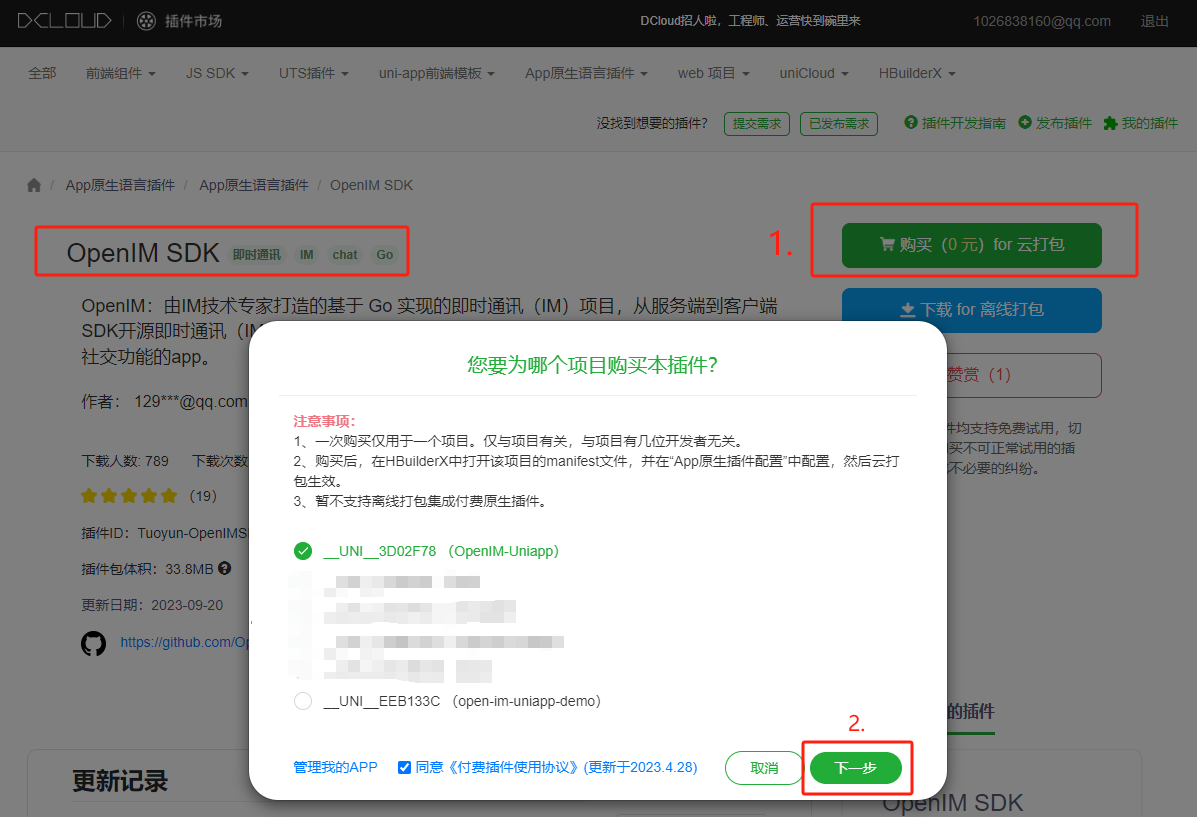 DCLOUD 插件市场 DCloud招人啦，工程师、运营快到碗里来 1026838160@qq.com 退出
全部 前端组件 JS SDK UTS插件 uni-app前端模板 App原生语言插件 web 项目 uniCloud HBuilderX
没找到想要的插件？ 提交需求 已发布需求 插件开发指南 发布插件 我的插件
/ App原生语言插件 / App原生语言插件 / OpenIM SDK
OpenIM SDK 即时通讯 IM chat Go
1.
购买（0 元）for 云打包
OpenIM：由IM技术专家打造的基于 Go 实现的即时通讯（IM）项目，从服务端到客户端
SDK开源即时通讯（IM
社交功能的app。
下载 for 离线打包
赞赏（1）
作者： 129***@qq.com
件均支持免费试用，切
买不可正常试用的插
不必要的纠纷。
下载人数: 789 下载次数
（19）
插件ID：Tuoyun-OpenIMS
插件包体积：33.8MB
更新日期：2023-09-20
https://github.com/Op
您要为哪个项目购买本插件？
注意事项：
1、一次购买仅用于一个项目。仅与项目有关，与项目有几位开发者无关。
2、购买后，在HBuilderX中打开该项目的manifest文件，并在“App原生插件配置”中配置，然后云打
包生效。
3、暂不支持离线打包集成付费原生插件。
__UNI__3D02F78 （OpenIM-Uniapp）
__UNI__EEB133C （open-im-uniapp-demo）
2.
管理我的APP 同意《付费插件使用协议》(更新于2023.4.28) 取消 下一步
的插件
更新记录
OpenIM SDK